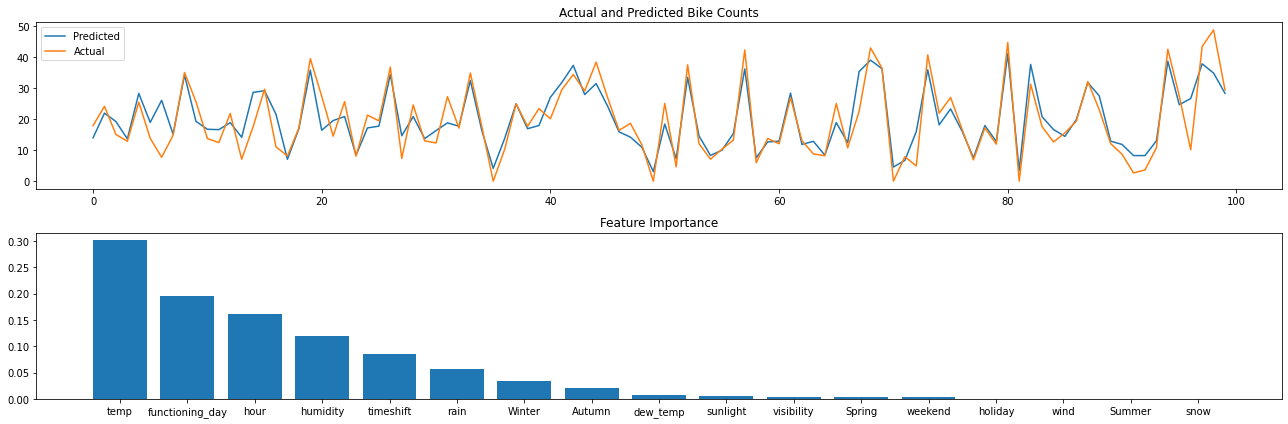 Actual and Predicted Bike Counts
50
40
30
20
10
0
Predicted
Actual
0 20 40 60 80 100
Feature Importance
0.30
0.25
0.20
0.15
0.10
0.05
0.00
temp functioning_day hour humidity timeshift rain Winter Autumn dew_temp sunlight visibility Spring weekend holiday wind Summer snow